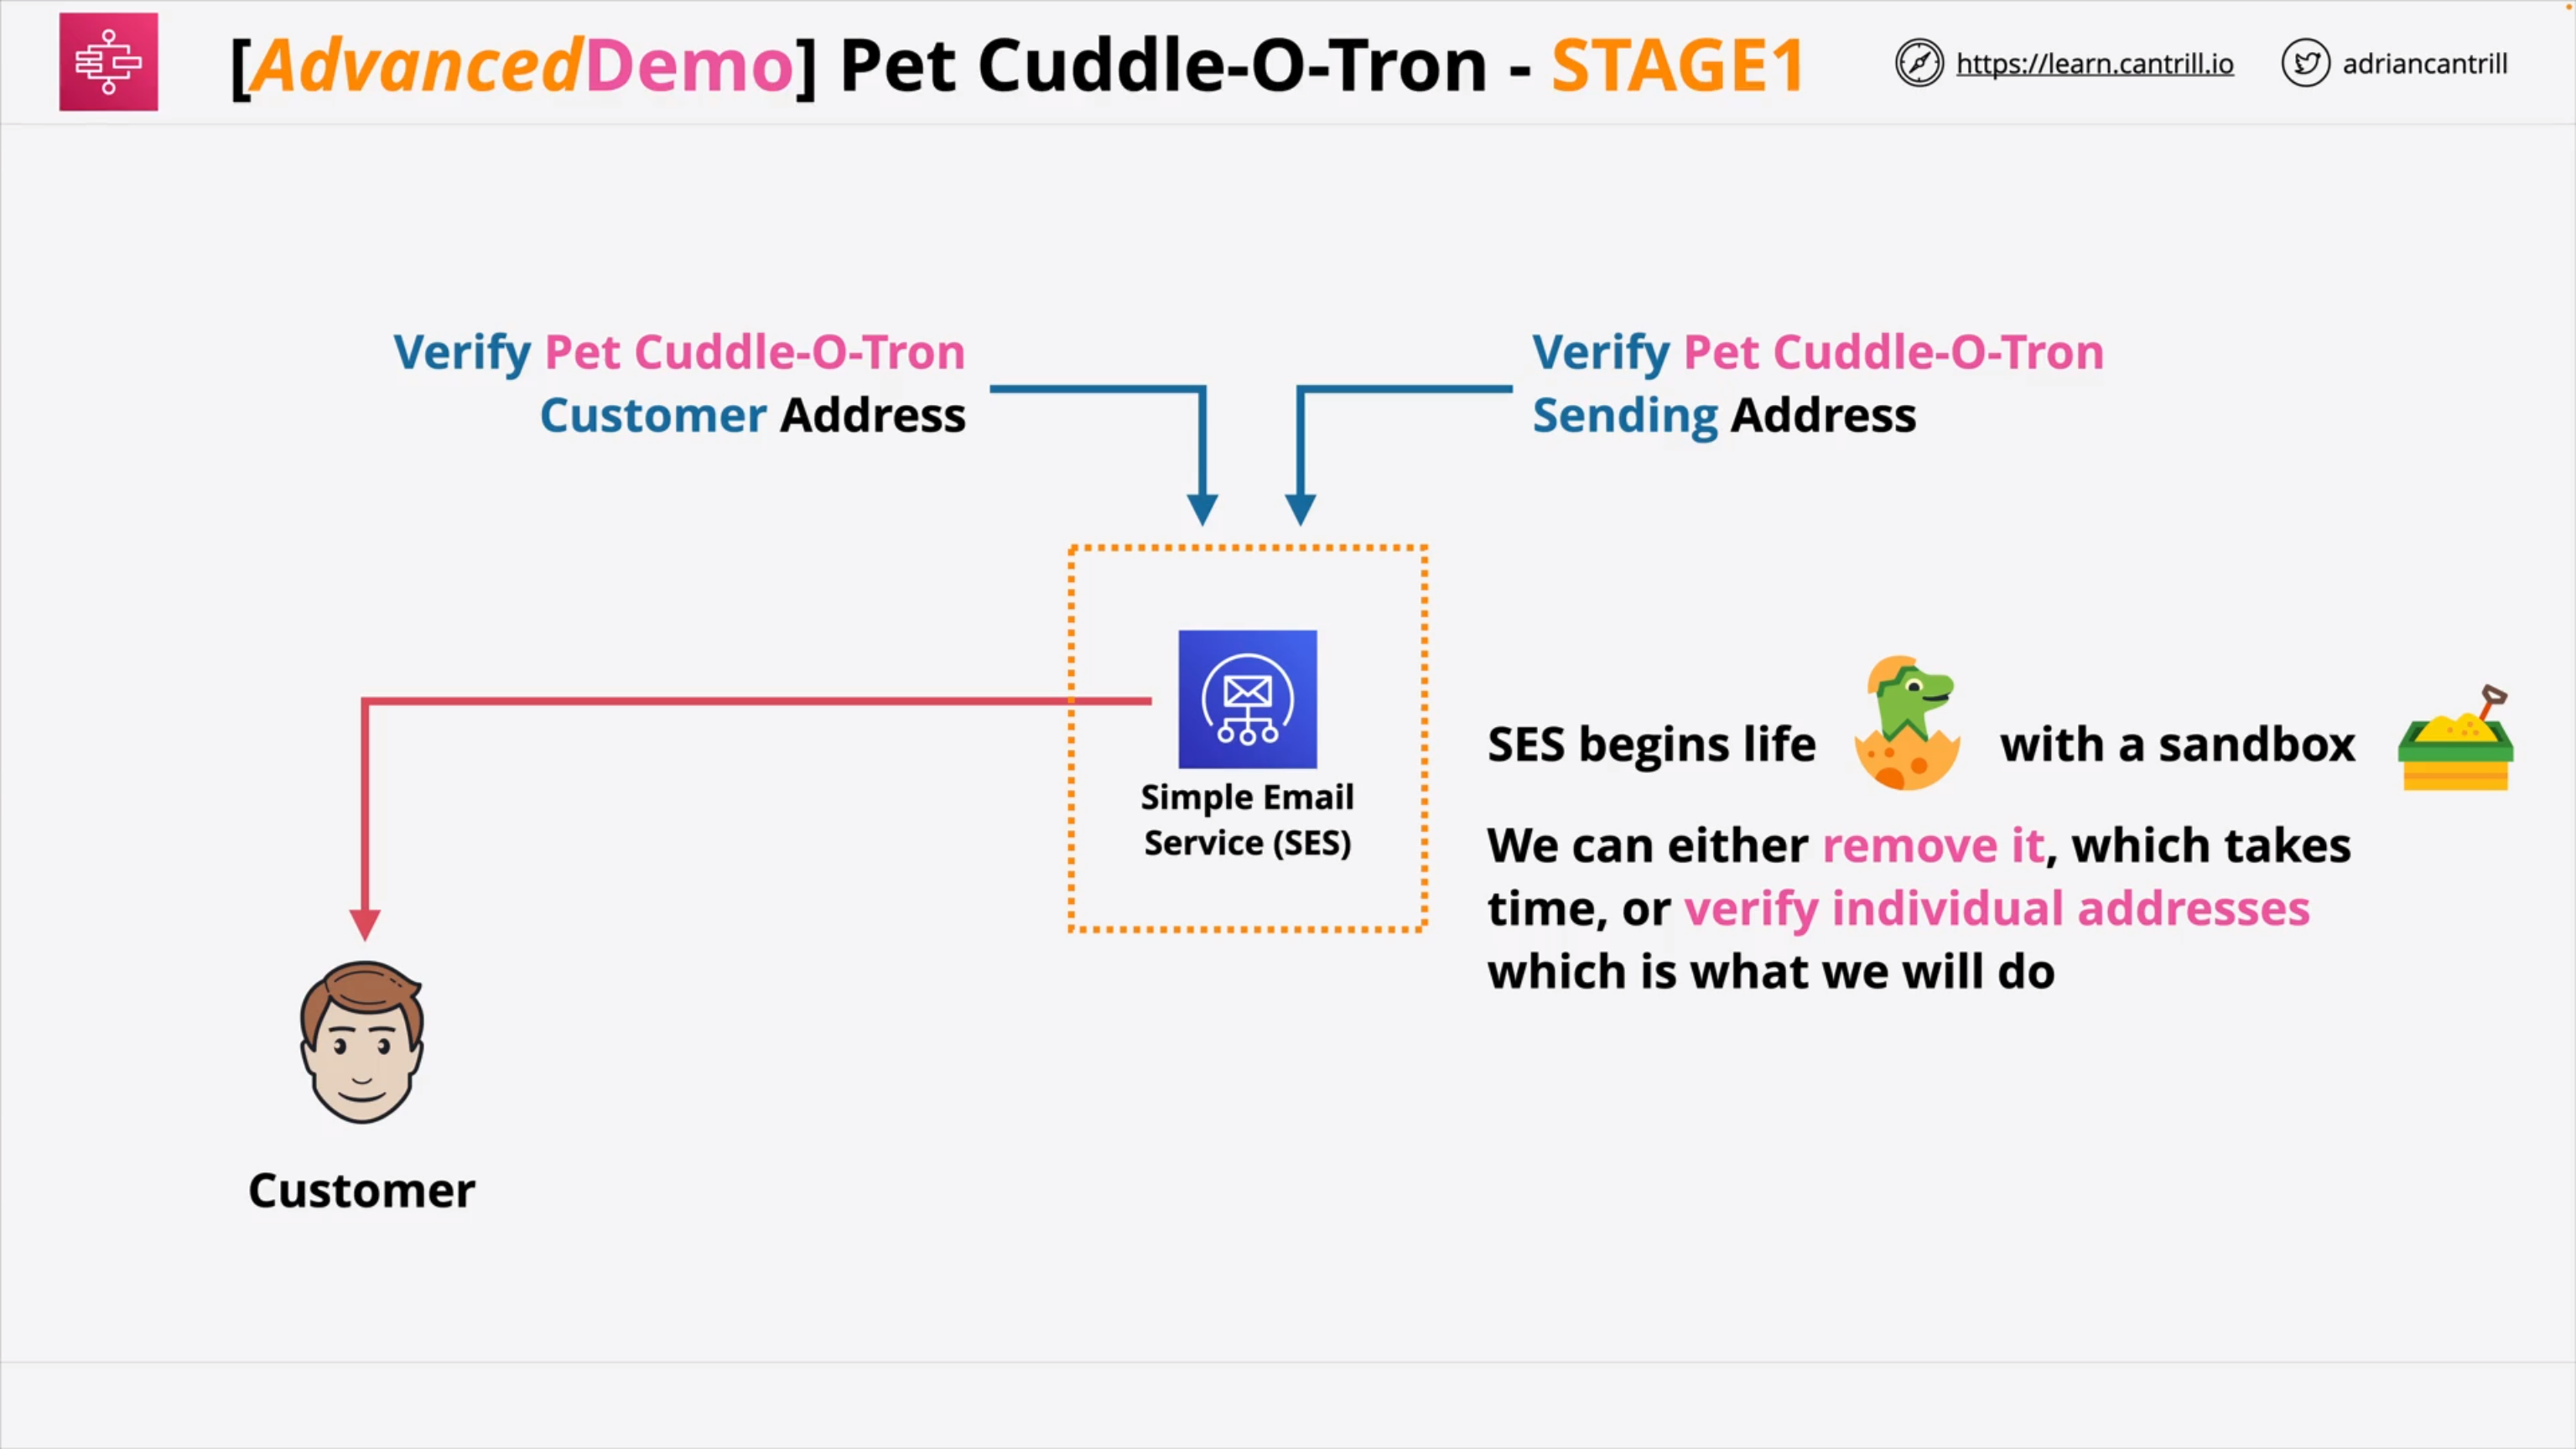 [AdvancedDemo] Pet Cuddle-O-Tron - STAGE1
https://learn.cantrill.io
adriancantrill
Verify Pet Cuddle-O-Tron
Customer Address
Verify Pet Cuddle-O-Tron
Sending Address
Simple Email
Service (SES)
SES begins life with a sandbox
We can either remove it, which takes
time, or verify individual addresses
which is what we will do
Customer